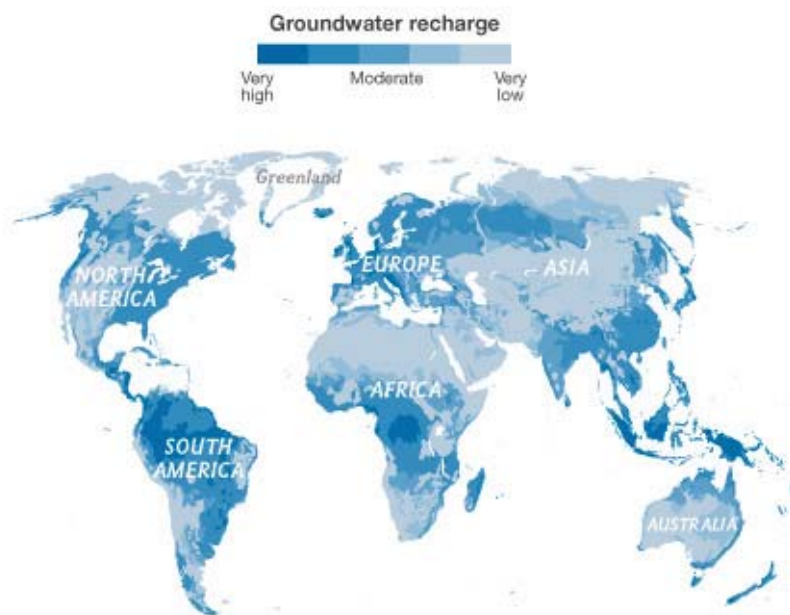 Groundwater recharge
Very high
Moderate
Very low
Greenland
NORTH AMERICA
EUROPE
ASIA
AFRICA
SOUTH AMERICA
AUSTRALIA